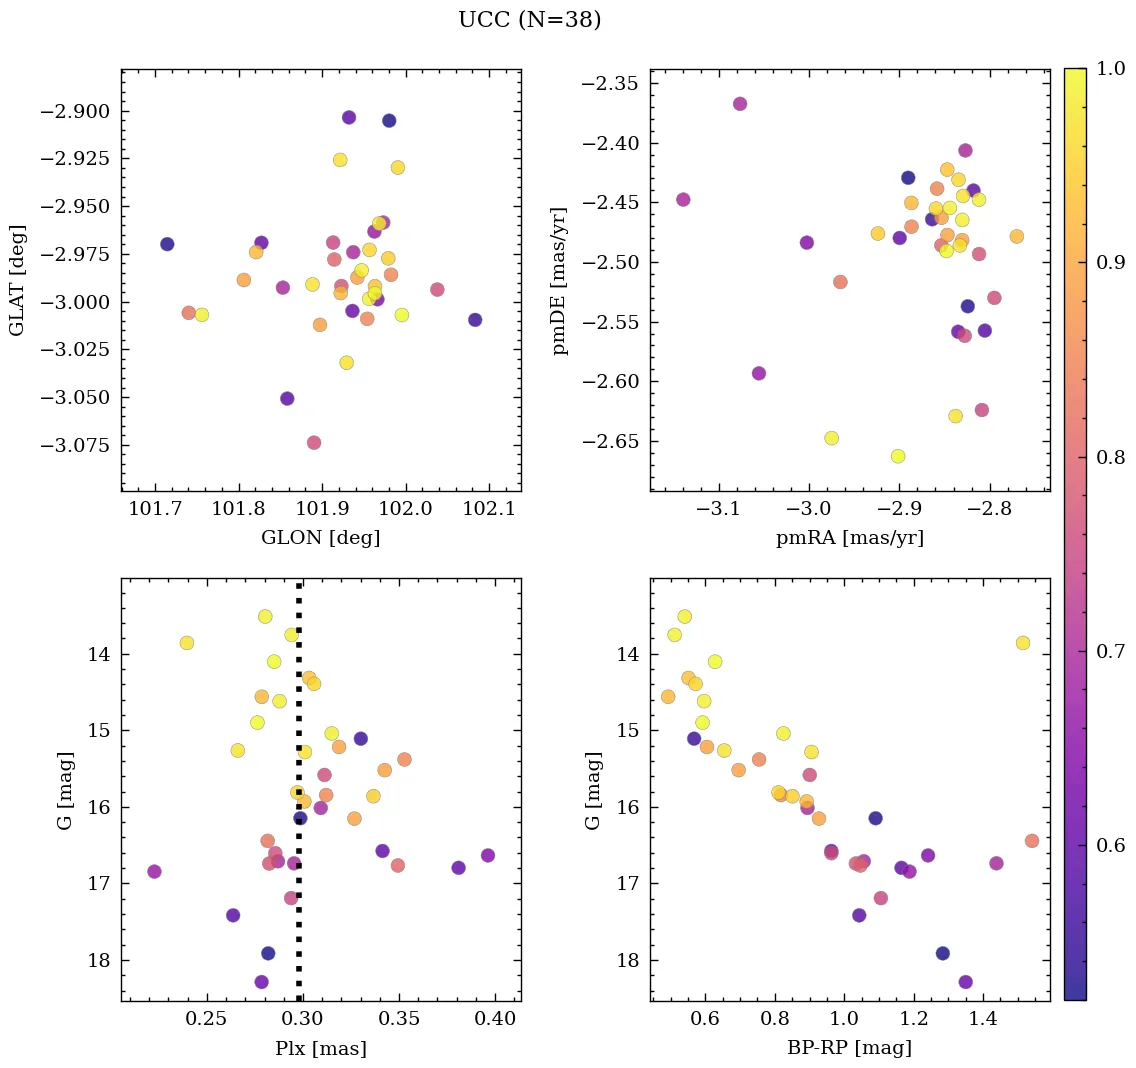 UCC (N=38)
−2.900
−2.925
−2.950
−2.975
−3.000
−3.025
−3.050
−3.075
GLAT [deg]
101.7 101.8 101.9 102.0 102.1
GLON [deg]
−2.35
−2.40
−2.45
−2.50
−2.55
−2.60
−2.65
pmDE [mas/yr]
−3.1 −3.0 −2.9 −2.8
pmRA [mas/yr]
14
15
16
17
18
G [mag]
0.25 0.30 0.35 0.40
Plx [mas]
14
15
16
17
18
G [mag]
0.6 0.8 1.0 1.2 1.4
BP-RP [mag]
1.0
0.9
0.8
0.7
0.6